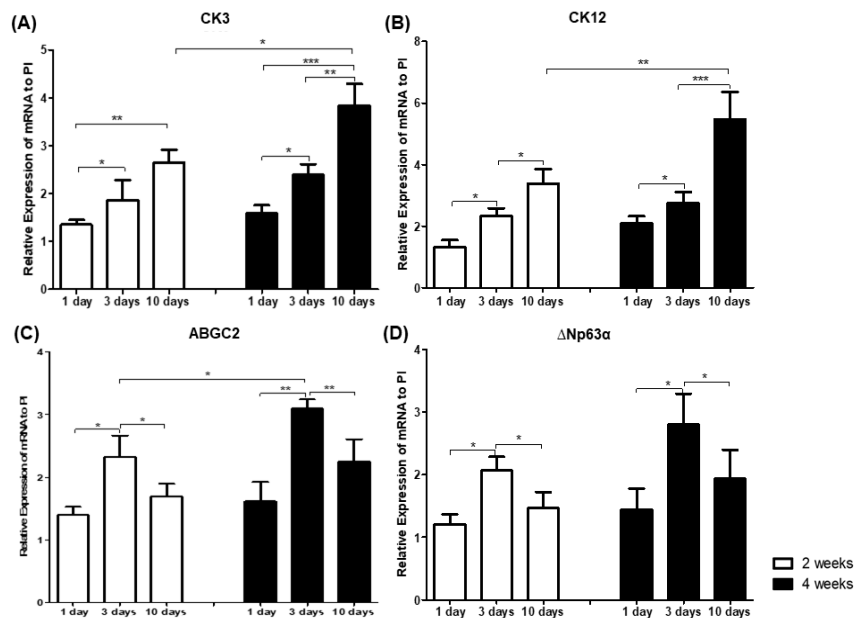 (A)
CK3
Relative Expression of mRNA to PI
5
4
3
2
1
0
*
***
**
**
*
*
1 day 3 days 10 days 1 day 3 days 10 days
(B)
CK12
Relative Expression of mRNA to PI
8
6
4
2
0
**
***
*
*
*
1 day 3 days 10 days 1 day 3 days 10 days
(C)
ABGC2
Relative Expression of mRNA to PI
4
3
2
1
0
*
**
**
*
*
1 day 3 days 10 days 1 day 3 days 10 days
(D)
ΔNp63α
Relative Expression of mRNA to PI
4
3
2
1
0
*
*
*
*
1 day 3 days 10 days 1 day 3 days 10 days
2 weeks
4 weeks